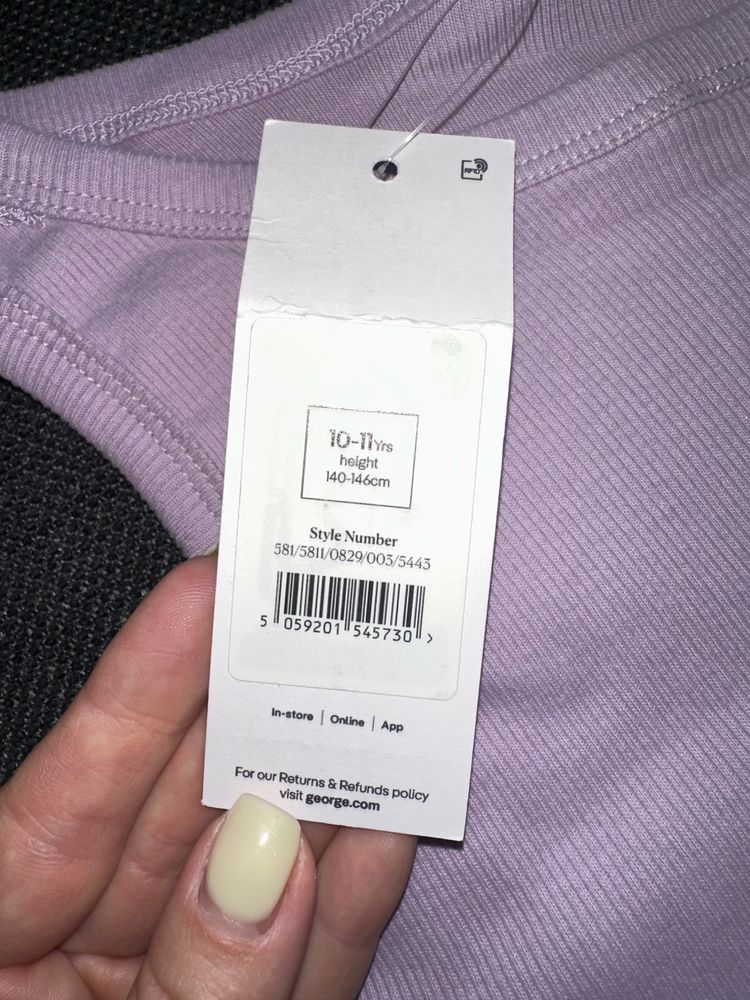 RFID
10-11Yrs
height
140-146cm
Style Number
581/5811/0829/003/5443
5 059201 545730 >
In-store | Online | App
For our Returns & Refunds policy
visit george.com